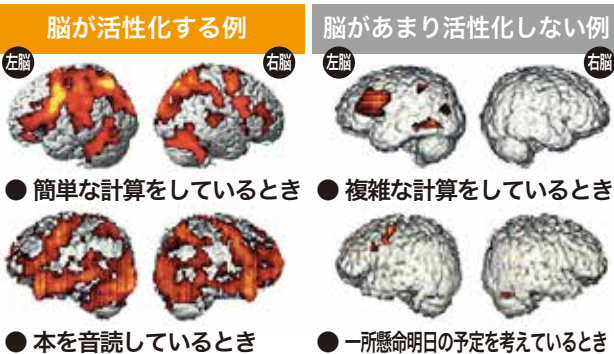 脳が活性化する例
脳があまり活性化しない例
左脳
右脳
左脳
右脳
● 簡単な計算をしているとき
● 複雑な計算をしているとき
● 本を音読しているとき
● 一所懸命明日の予定を考えているとき